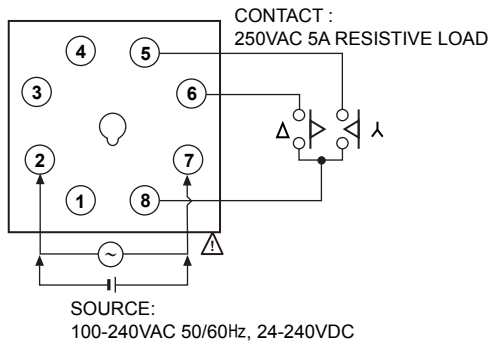 CONTACT :
250VAC 5A RESISTIVE LOAD
4
5
3
6
2
7
1
8
Δ
⅄
~
!
SOURCE:
100-240VAC 50/60Hz, 24-240VDC